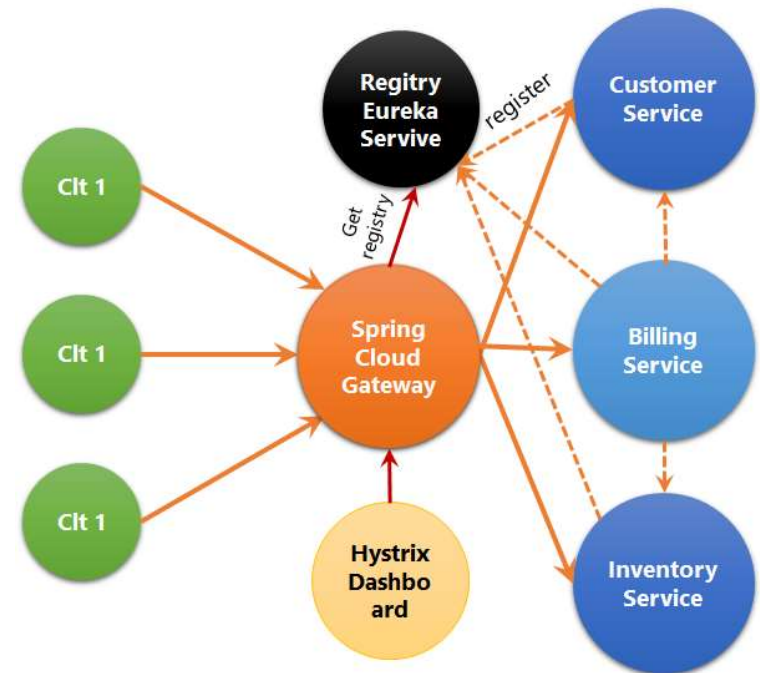 Regitry
Eureka
Servive
register
Customer
Service
Clt 1
Get
registry
Clt 1
Spring
Cloud
Gateway
Billing
Service
Clt 1
Hystrix
Dashbo
ard
Inventory
Service